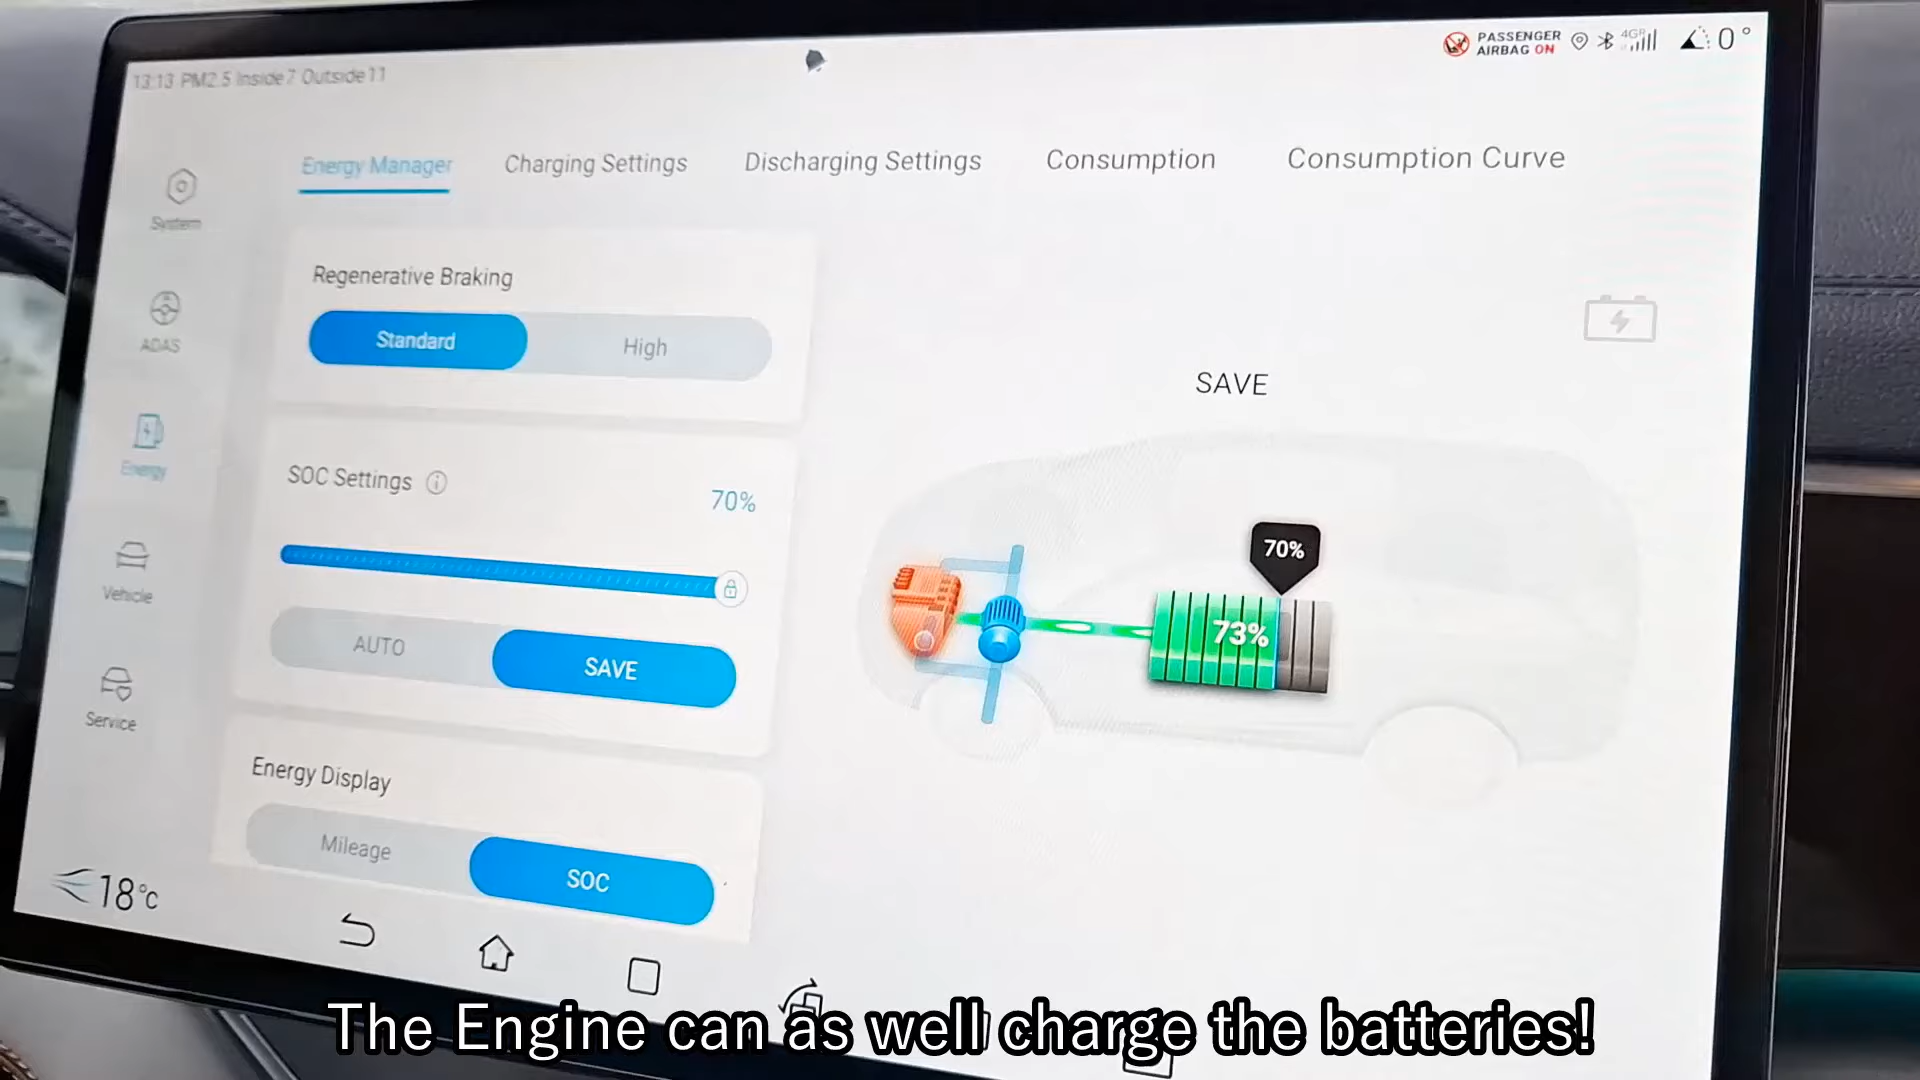 13:13 PM2.5 Inside 7 Outside 11
PASSENGER
AIRBAG ON
4G
0°
Energy Manager
Charging Settings
Discharging Settings
Consumption
Consumption Curve
System
ADAS
Energy
Vehicle
Service
Regenerative Braking
Standard
High
SOC Settings
70%
AUTO
SAVE
Energy Display
Mileage
SOC
SAVE
70%
73%
18°C
The Engine can as well charge the batteries!